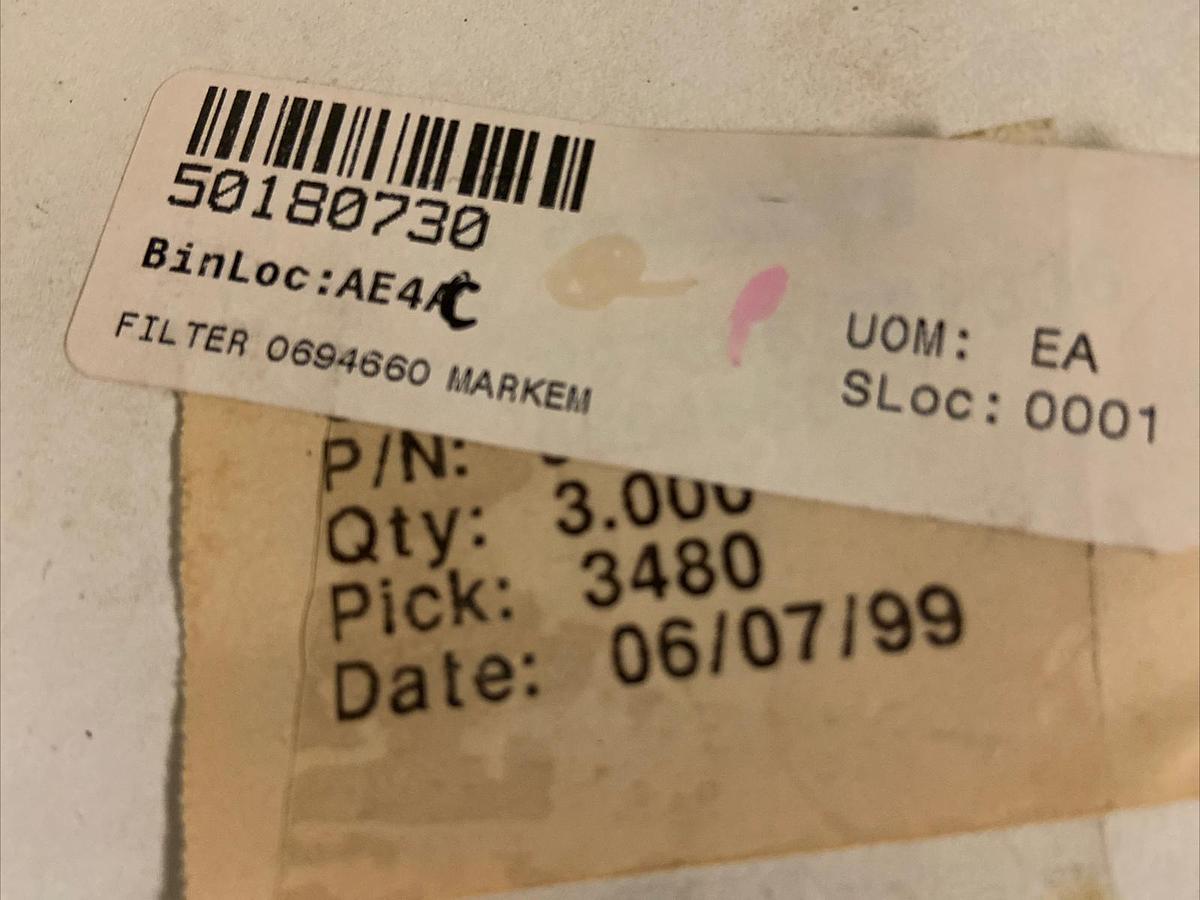 50180730
BinLoc:AE4C
FILTER 0694660 MARKEM
UOM: EA
SLoc: 0001
P/N:
Qty: 3.000
Pick: 3480
Date: 06/07/99